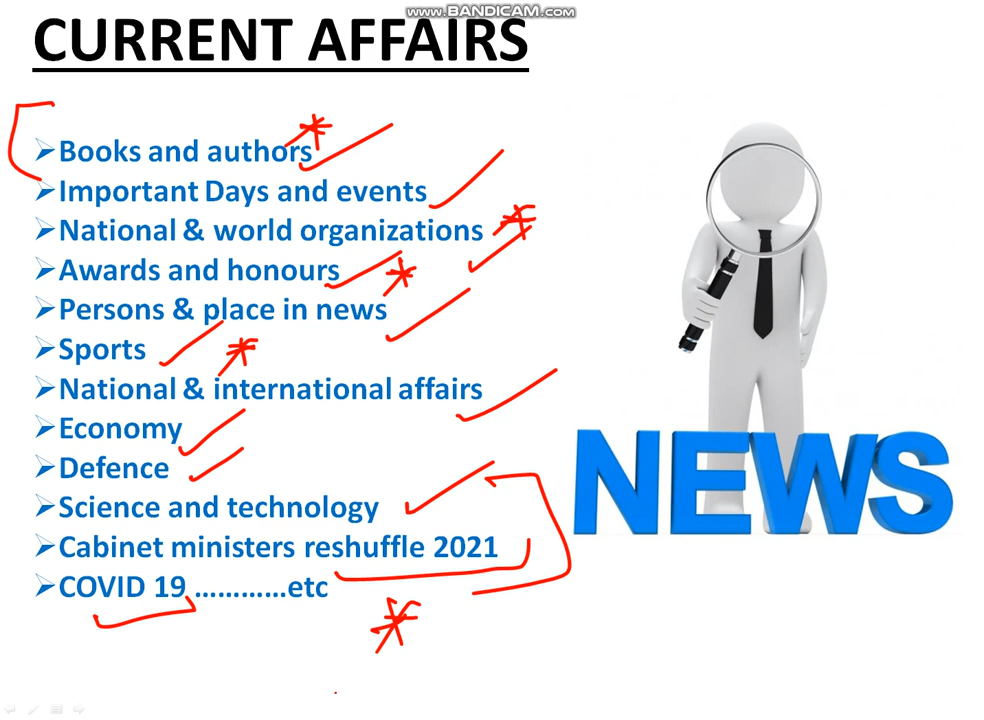 www.BANDICAM.com
CURRENT AFFAIRS
➢Books and authors
➢Important Days and events
➢National & world organizations
➢Awards and honours
➢Persons & place in news
➢Sports
➢National & international affairs
➢Economy
➢Defence
➢Science and technology
➢Cabinet ministers reshuffle 2021
➢COVID 19 …………etc
NEWS